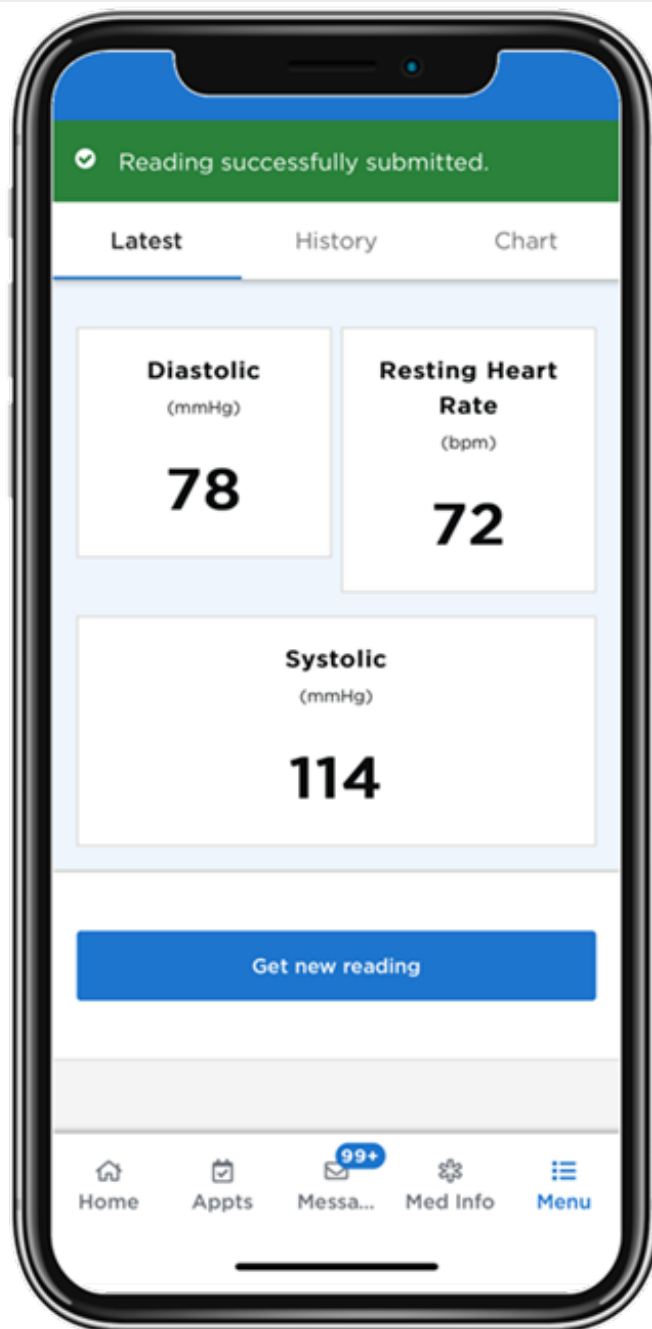 Reading successfully submitted.
Latest History Chart
Diastolic
(mmHg)
78
Resting Heart
Rate
(bpm)
72
Systolic
(mmHg)
114
Get new reading
99+
Home Appts Messa... Med Info Menu